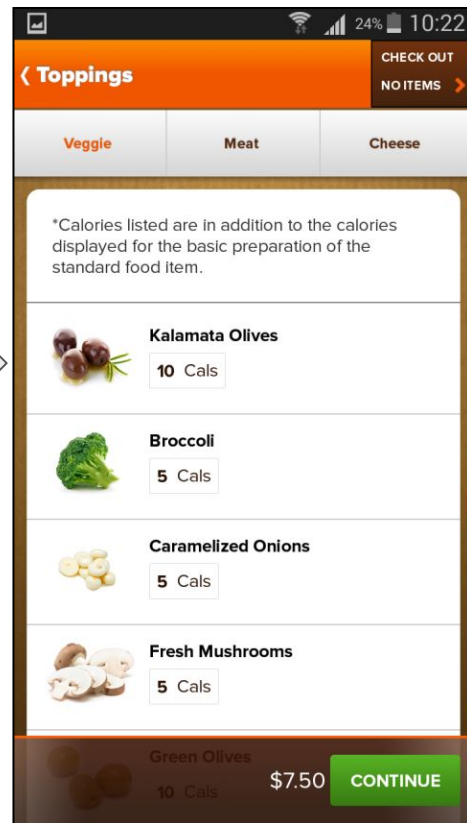 24% 10:22
Toppings
CHECK OUT
NO ITEMS
Veggie Meat Cheese
*Calories listed are in addition to the calories
displayed for the basic preparation of the
standard food item.
Kalamata Olives
10 Cals
Broccoli
5 Cals
Caramelized Onions
5 Cals
Fresh Mushrooms
5 Cals
Green Olives
10 Cals
$7.50 CONTINUE